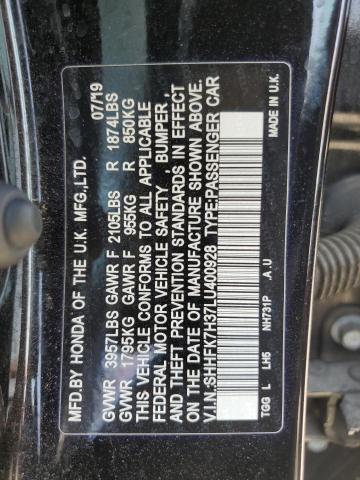 MFD.BY HONDA OF THE U.K. MFG.,LTD. 07/19
GVWR 3957LBS GAWR F 2105LBS R 1874LBS
GVWR 1795KG GAWR F 955KG R 850KG
THIS VEHICLE CONFORMS TO ALL APPLICABLE
FEDERAL MOTOR VEHICLE SAFETY , BUMPER ,
AND THEFT PREVENTION STANDARDS IN EFFECT
ON THE DATE OF MANUFACTURE SHOWN ABOVE.
V.I.N.:SHHFK7H37LU400928 TYPE:PASSENGER CAR
TGG L LH5 NH731P .A .U MADE IN U.K.